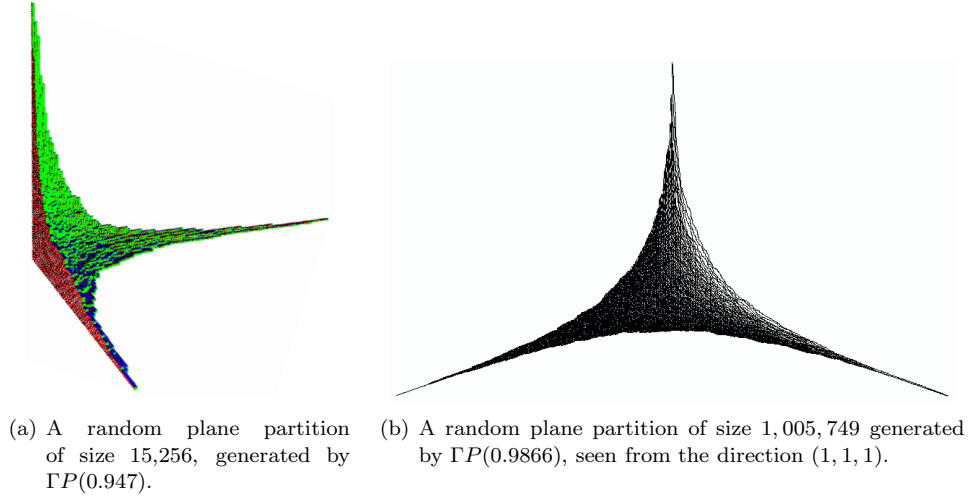 (a) A random plane partition
of size 15,256, generated by
ΓP(0.947).
(b) A random plane partition of size 1,005,749 generated
by ΓP(0.9866), seen from the direction (1,1,1).